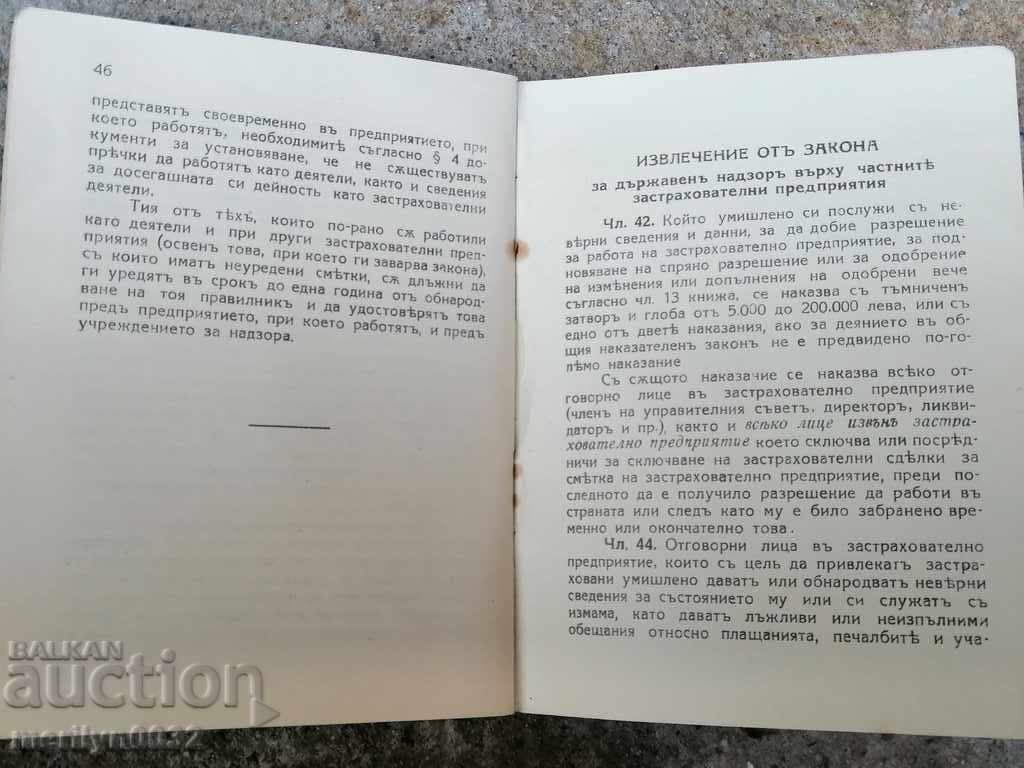 46
представятъ своевременно въ предприятието, при
което работятъ, необходимитѣ съгласно § 4 до-
кументи за установяване, че не сѫществуватъ
прѣчки да работятъ като деятели, както и сведения
за досегашната си дейность като застрахователни
деятели.
Тия отъ тѣхъ, които по-рано сѫ работили
като деятели и при други застрахователни пред-
приятия (освенъ това, при което ги заварва закона),
съ които иматъ неуредени смѣтки, сѫ длъжни да
ги уредятъ въ срокъ до една година отъ обнарод-
ване на тоя правилникъ и да удостовѣрятъ това
предъ предприятието, при което работятъ, и предъ
учреждението за надзора.
ИЗВЛЕЧЕНИЕ ОТЪ ЗАКОНА
за държавенъ надзоръ върху частнитѣ
застрахователни предприятия
Чл. 42. Който умишлено си послужи съ не-
вѣрни сведения и данни, за да добие разрешение
за работа на застрахователно предприятие, за под-
новяване на спряно разрешение или за одобрение
на измѣнения или допълнения на одобрени вече
съгласно чл. 13 книжа, се наказва съ тъмниченъ
затворъ и глоба отъ 5.000 до 200.000 лева, или съ
едно отъ дветѣ наказания, ако за деянието въ об-
щия наказателенъ законъ не е предвидено по-го-
лѣмо наказание
Съ сѫщото наказачие се наказва всѣко от-
говорно лице въ застрахователно предприятие
(членъ на управителния съветъ, директоръ, ликви-
даторъ и пр.), както и всѣко лице извънъ застра-
хователно предприятие което сключва или посрѣд-
ничи за сключване на застрахователни сдѣлки за
смѣтка на застрахователно предприятие, преди по-
следното да е получило разрешение да работи въ
страната или следъ като му е било забранено вре-
менно или окончателно това.
Чл. 44. Отговорни лица въ застрахователно
предприятие, които съ цель да привлекатъ застра-
ховани умишлено даватъ или обнародватъ невѣрни
сведения за състоянието му или си служатъ съ
измама, като даватъ лъжливи или неизпълними
обещания относно плащанията, печалбитѣ и уча-
BALKAN
auction
merilyn0032